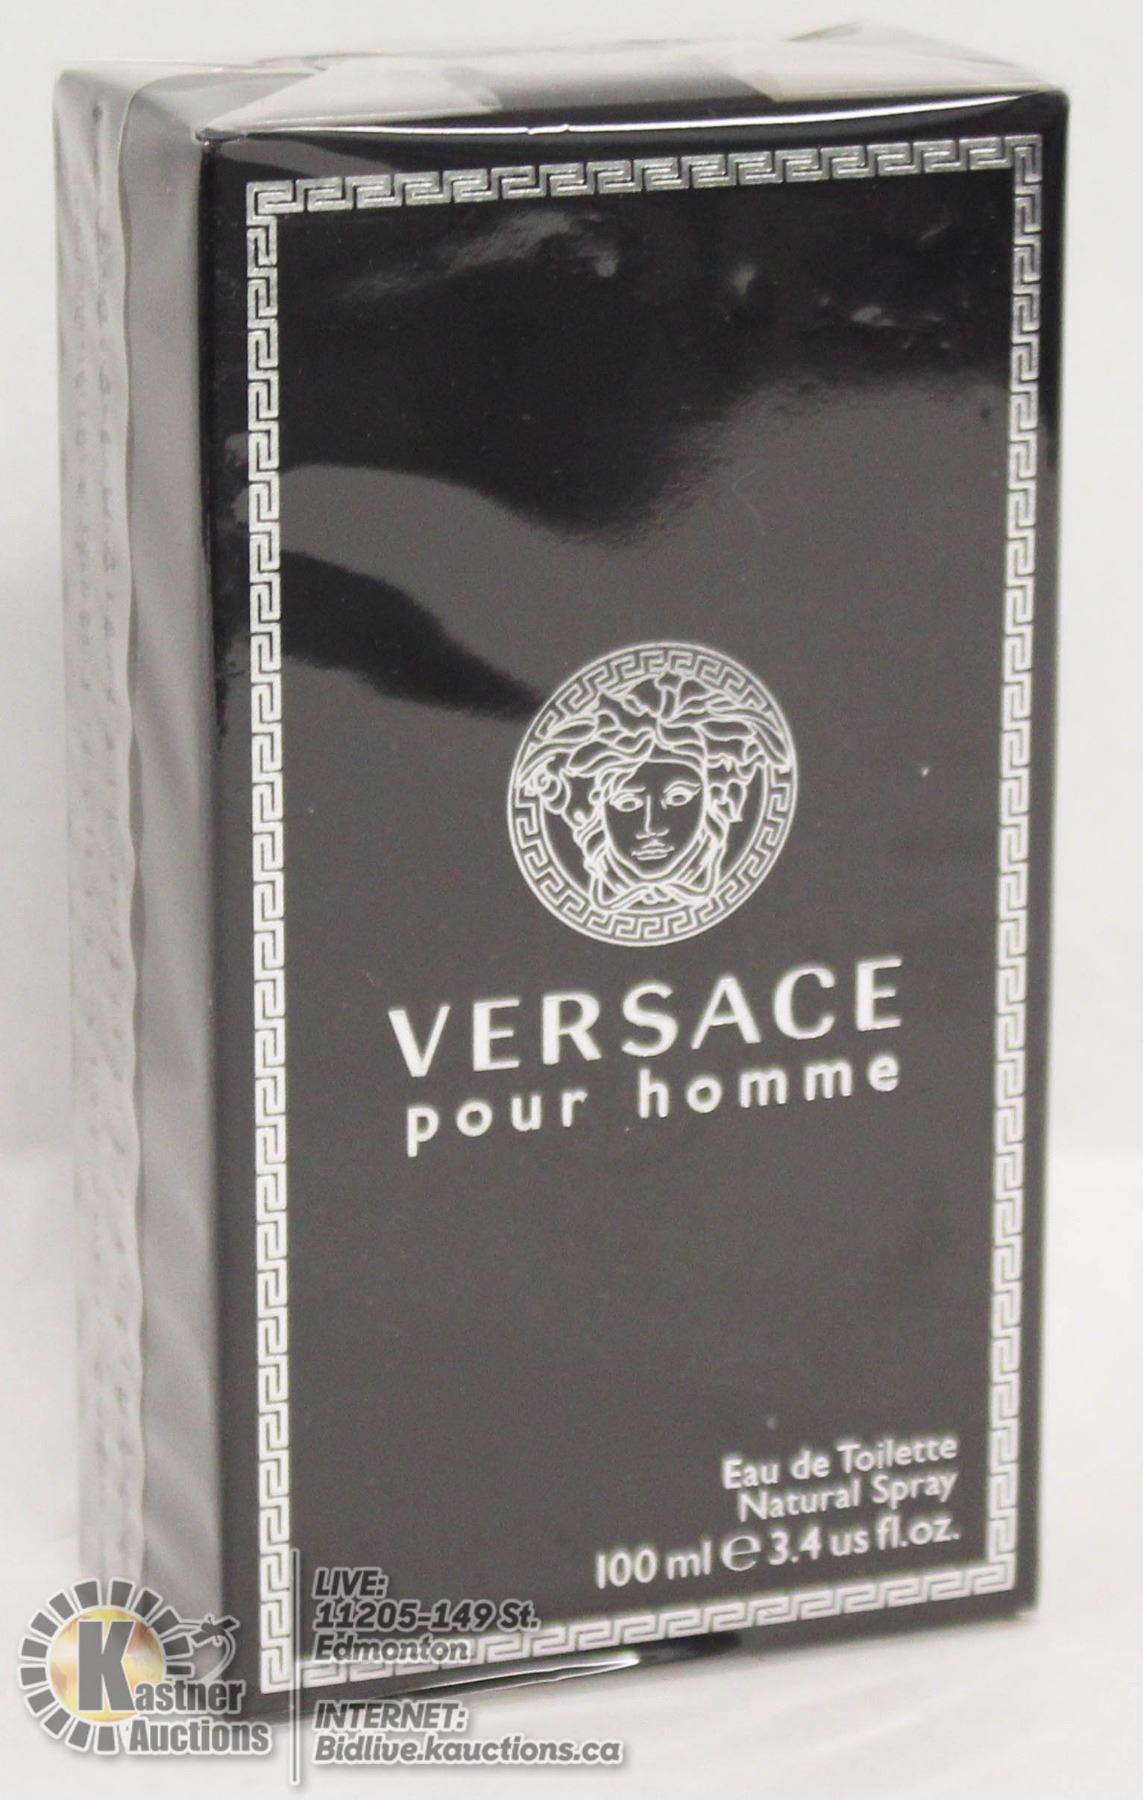 VERSACE
pour homme
Eau de Toilette
Natural Spray
100 ml e 3.4 us fl.oz.
K
Kastner
Auctions
LIVE:
11205-149 St.
Edmonton
INTERNET:
Bidlive.kauctions.ca